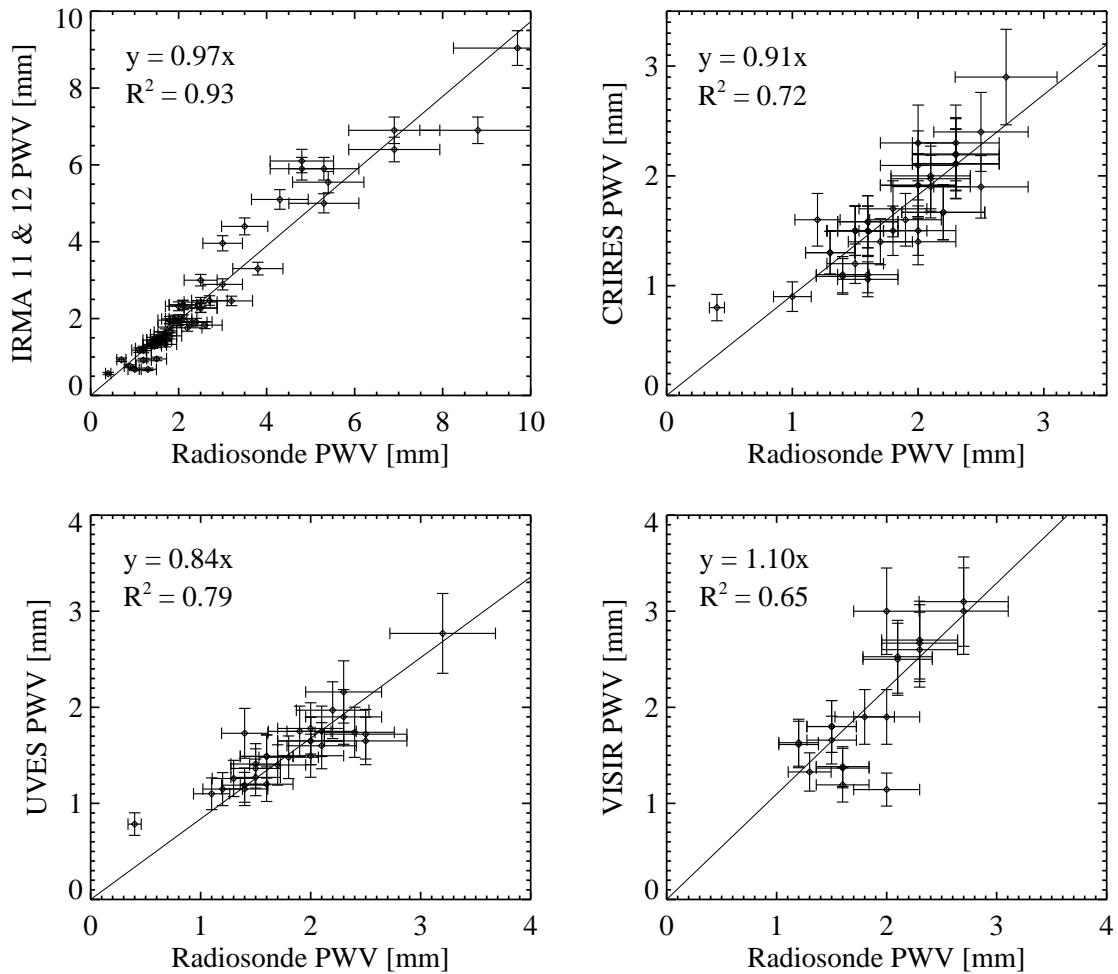 10
8
6
4
2
0
IRMA 11 & 12 PWV [mm]
y = 0.97x
R² = 0.93
0 2 4 6 8 10
Radiosonde PWV [mm]
3
2
1
0
CRIRES PWV [mm]
y = 0.91x
R² = 0.72
0 1 2 3
Radiosonde PWV [mm]
4
3
2
1
0
UVES PWV [mm]
y = 0.84x
R² = 0.79
0 1 2 3 4
Radiosonde PWV [mm]
4
3
2
1
0
VISIR PWV [mm]
y = 1.10x
R² = 0.65
0 1 2 3 4
Radiosonde PWV [mm]